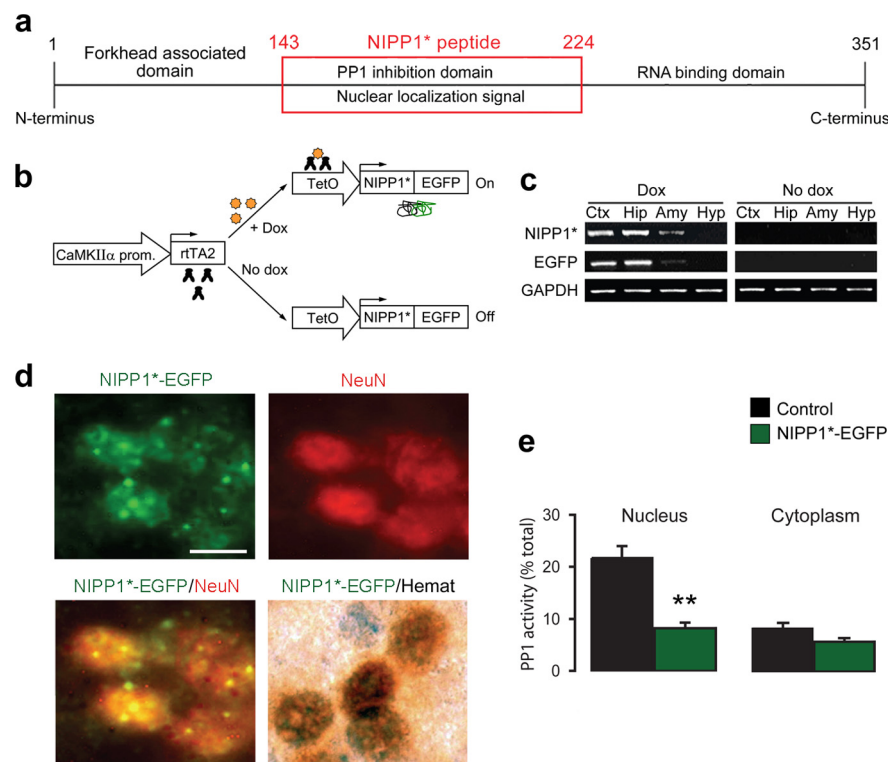 a
1
Forkhead associated
domain
143
NIPP1* peptide
224
351
PP1 inhibition domain
Nuclear localization signal
RNA binding domain
N-terminus
C-terminus
b
CaMKIIα prom.
rtTA2
+ Dox
No dox
TetO
NIPP1*
EGFP
On
TetO
NIPP1*
EGFP
Off
c
Dox
No dox
Ctx Hip Amy Hyp
Ctx Hip Amy Hyp
NIPP1*
EGFP
GAPDH
d
NIPP1*-EGFP
NeuN
NIPP1*-EGFP/NeuN
NIPP1*-EGFP/Hemat
e
Control
NIPP1*-EGFP
Nucleus
Cytoplasm
PP1 activity (% total)
30
20
10
0
**